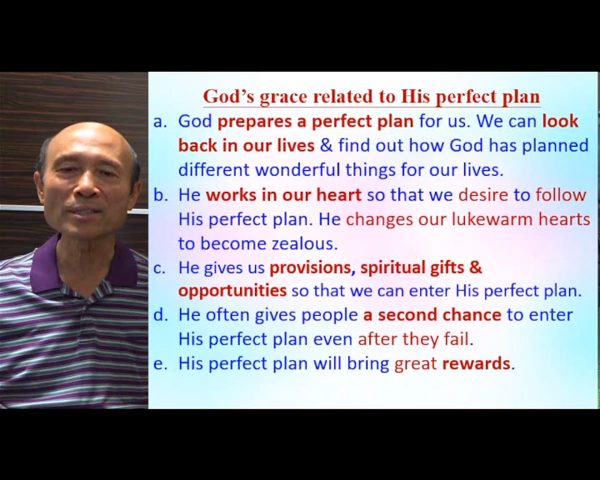 God's grace related to His perfect plan
a. God prepares a perfect plan for us. We can look
back in our lives & find out how God has planned
different wonderful things for our lives.
b. He works in our heart so that we desire to follow
His perfect plan. He changes our lukewarm hearts
to become zealous.
c. He gives us provisions, spiritual gifts &
opportunities so that we can enter His perfect plan.
d. He often gives people a second chance to enter
His perfect plan even after they fail.
e. His perfect plan will bring great rewards.